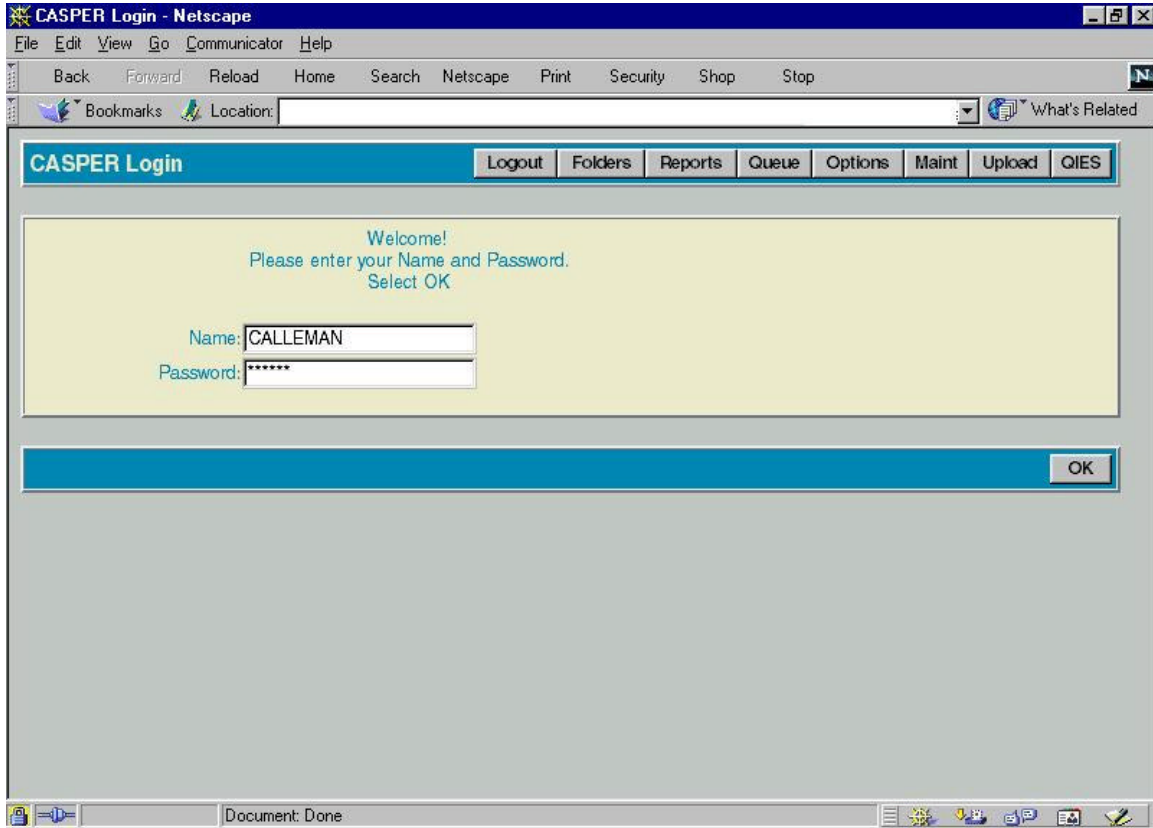 CASPER Login - Netscape
File Edit View Go Communicator Help
Back Forward Reload Home Search Netscape Print Security Shop Stop
N
Bookmarks Location: What's Related
CASPER Login Logout Folders Reports Queue Options Maint Upload QIES
Welcome!
Please enter your Name and Password.
Select OK
Name: CALLEMAN
Password: ******
OK
Document: Done